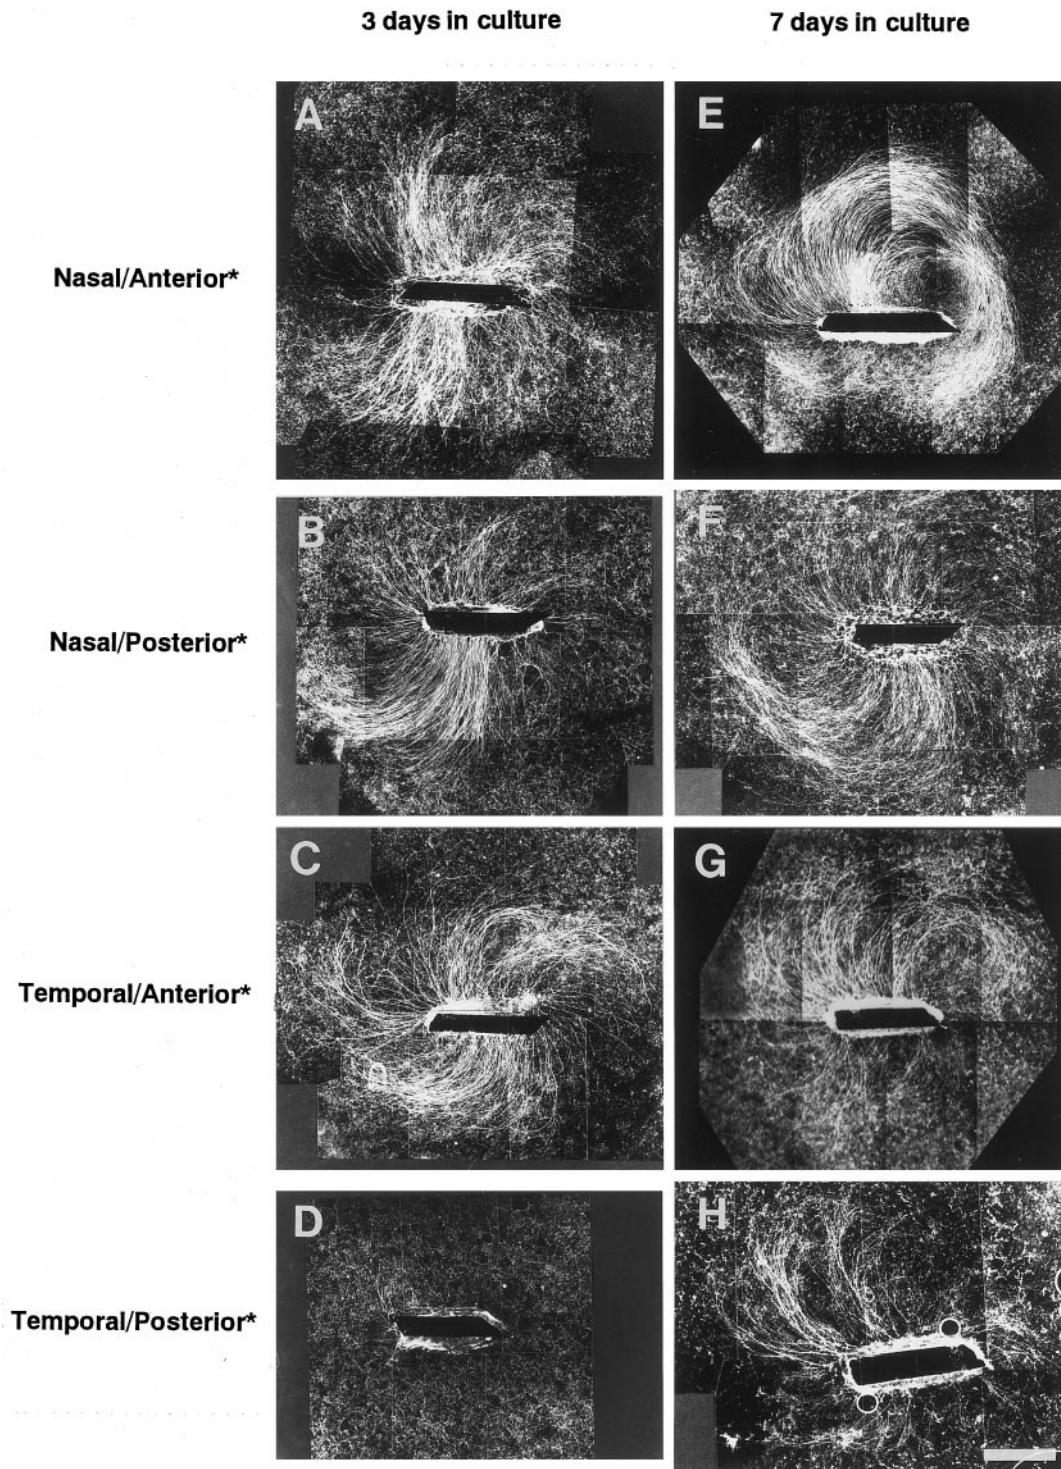 3 days in culture 7 days in culture
A E
Nasal/Anterior*
B F
Nasal/Posterior*
C G
Temporal/Anterior*
D H
Temporal/Posterior*